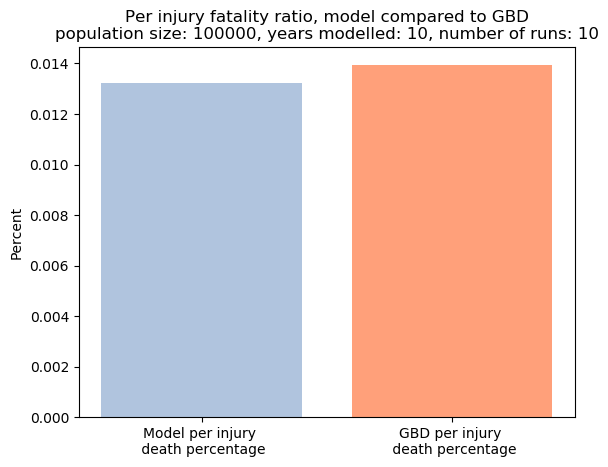 Per injury fatality ratio, model compared to GBD
population size: 100000, years modelled: 10, number of runs: 10
0.014
0.012
0.010
0.008
0.006
0.004
0.002
0.000
Percent
Model per injury
death percentage
GBD per injury
death percentage